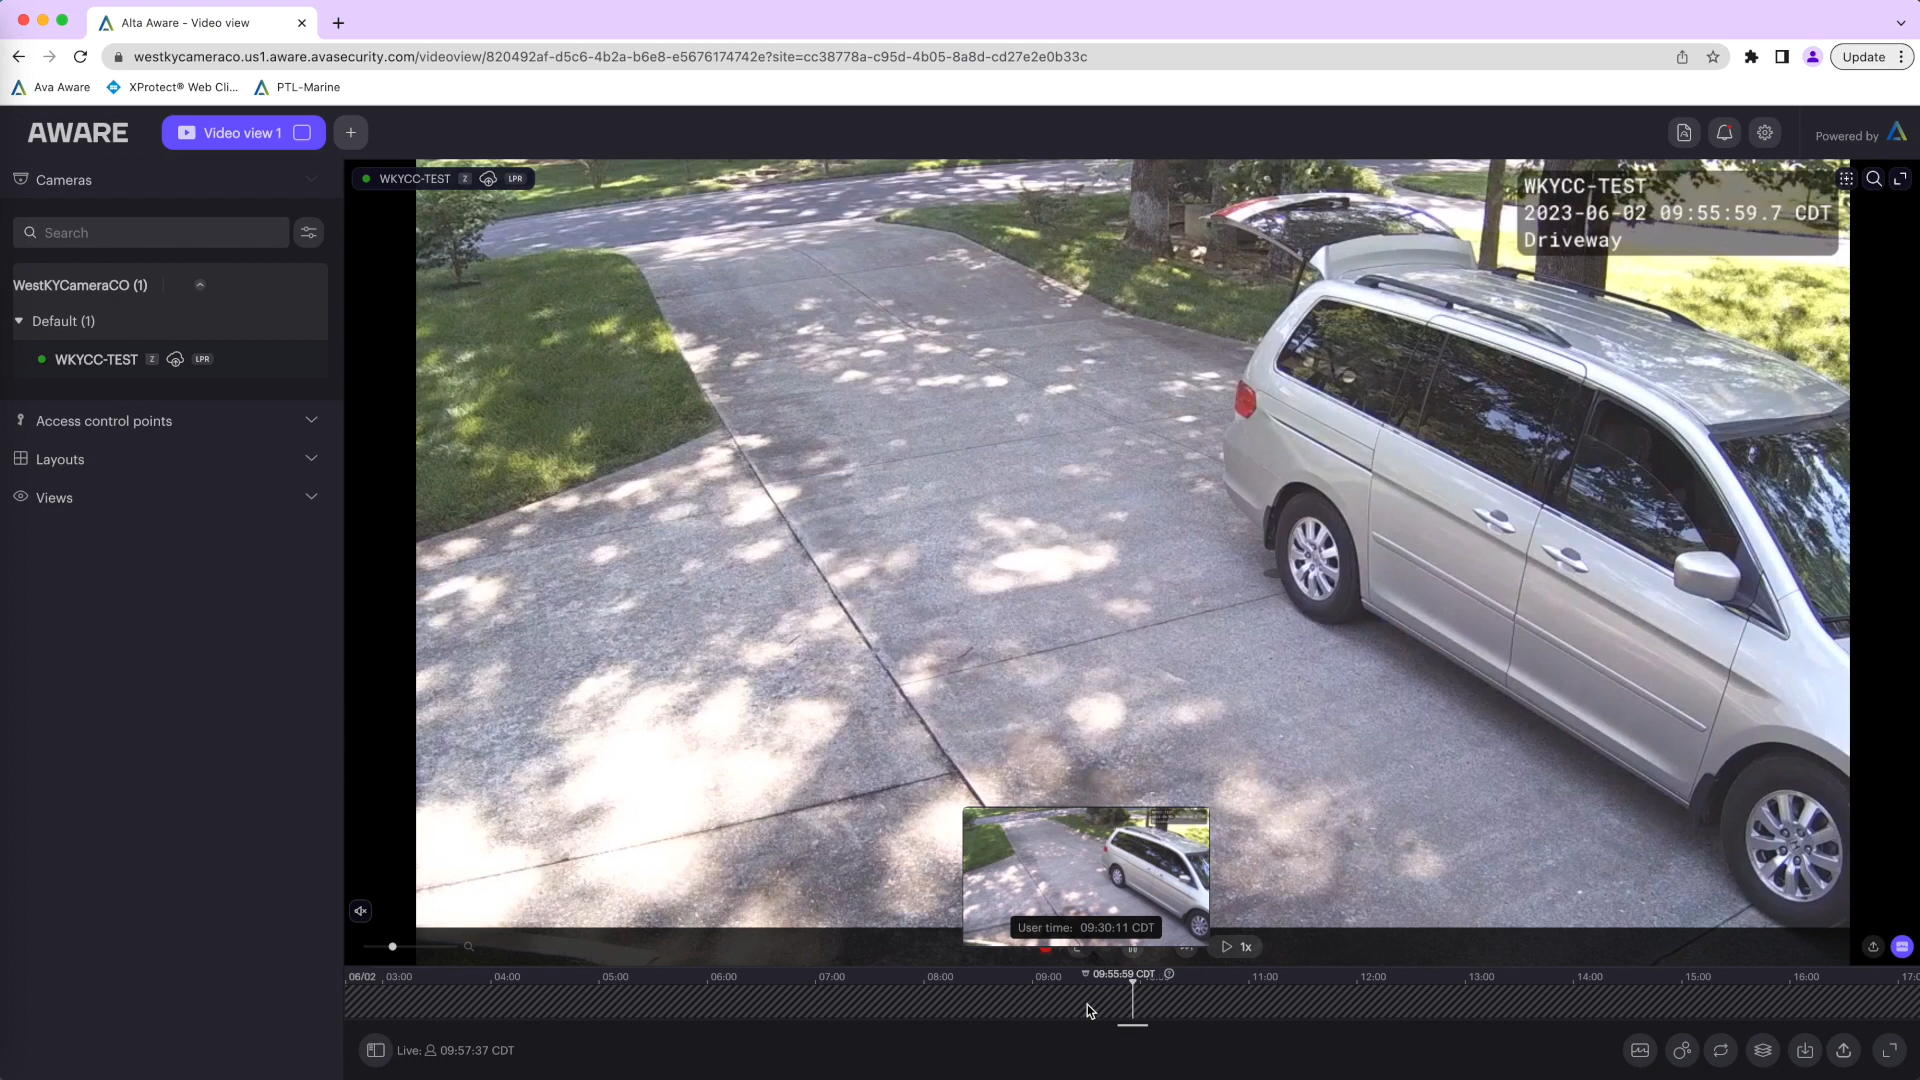 Alta Aware - Video view
westkycameraco.us1.aware.avasecurity.com/videoview/820492af-d5c6-4b2a-b6e8-e5676174742e?site=cc38778a-c95d-4b05-8a8d-cd27e2e0b33c
Update
Ava Aware
XProtect® Web Cli...
PTL-Marine
AWARE
Video view 1
Powered by
Cameras
Search
WestKYCameraCO (1)
Default (1)
WKYCC-TEST Z LPR
Access control points
Layouts
Views
WKYCC-TEST Z LPR
WKYCC-TEST
2023-06-02 09:55:59.7 CDT
Driveway
User time: 09:30:11 CDT
1x
06/02 03:00 04:00 05:00 06:00 07:00 08:00 09:00 09:55:59 CDT 11:00 12:00 13:00 14:00 15:00 16:00
Live: 09:57:37 CDT